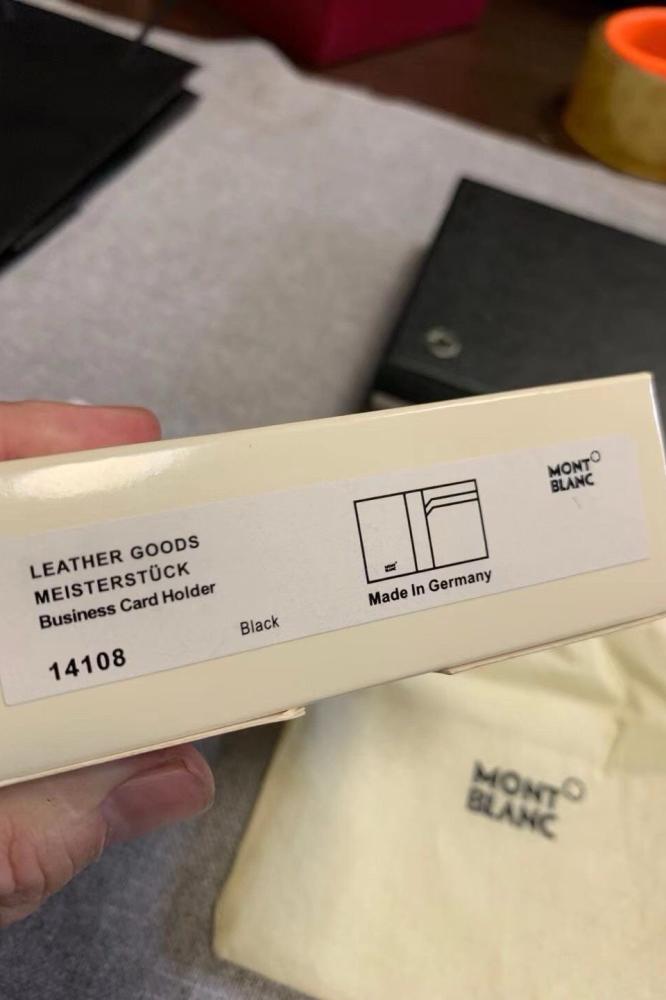 LEATHER GOODS
MEISTERSTÜCK
Business Card Holder
14108
Black
Made In Germany
MONT
BLANC
MONT
BLANC